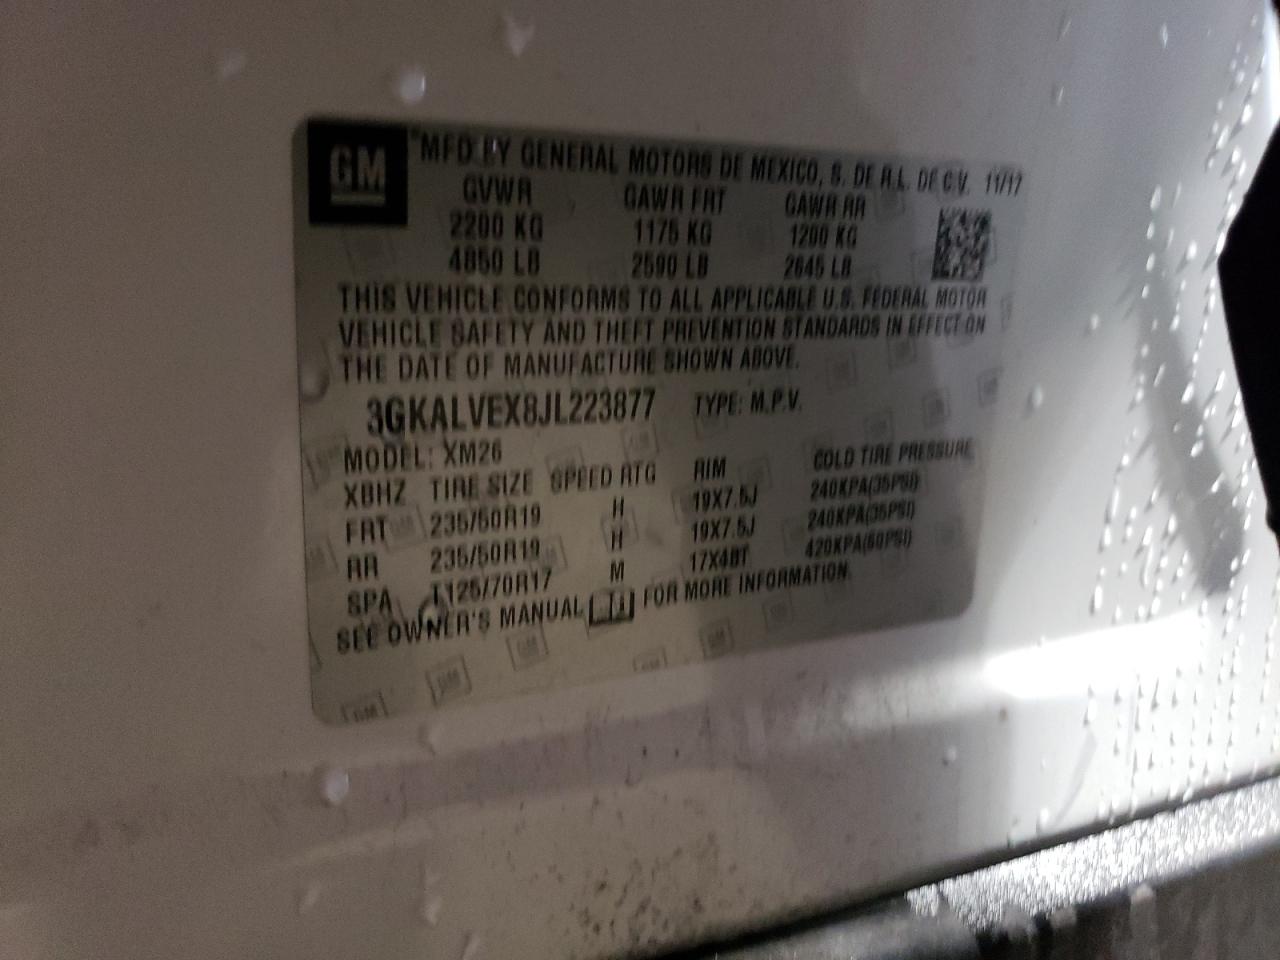 GM
MFD BY GENERAL MOTORS DE MEXICO, S. DE R.L. DE C.V. 11/17
GVWR GAWR FRT GAWR RR
2200 KG 1175 KG 1200 KG
4850 LB 2590 LB 2645 LB
THIS VEHICLE CONFORMS TO ALL APPLICABLE U.S. FEDERAL MOTOR
VEHICLE SAFETY AND THEFT PREVENTION STANDARDS IN EFFECT ON
THE DATE OF MANUFACTURE SHOWN ABOVE.
3GKALVEX8JL223877 TYPE: M.P.V.
MODEL: XM26
XBHZ TIRE SIZE SPEED RTG RIM COLD TIRE PRESSURE
FRT 235/50R19 H 19X7.5J 240KPA(35PSI)
RR 235/50R19 H 19X7.5J 240KPA(35PSI)
SPA T125/70R17 M 17X4BT 420KPA(60PSI)
SEE OWNER'S MANUAL FOR MORE INFORMATION.